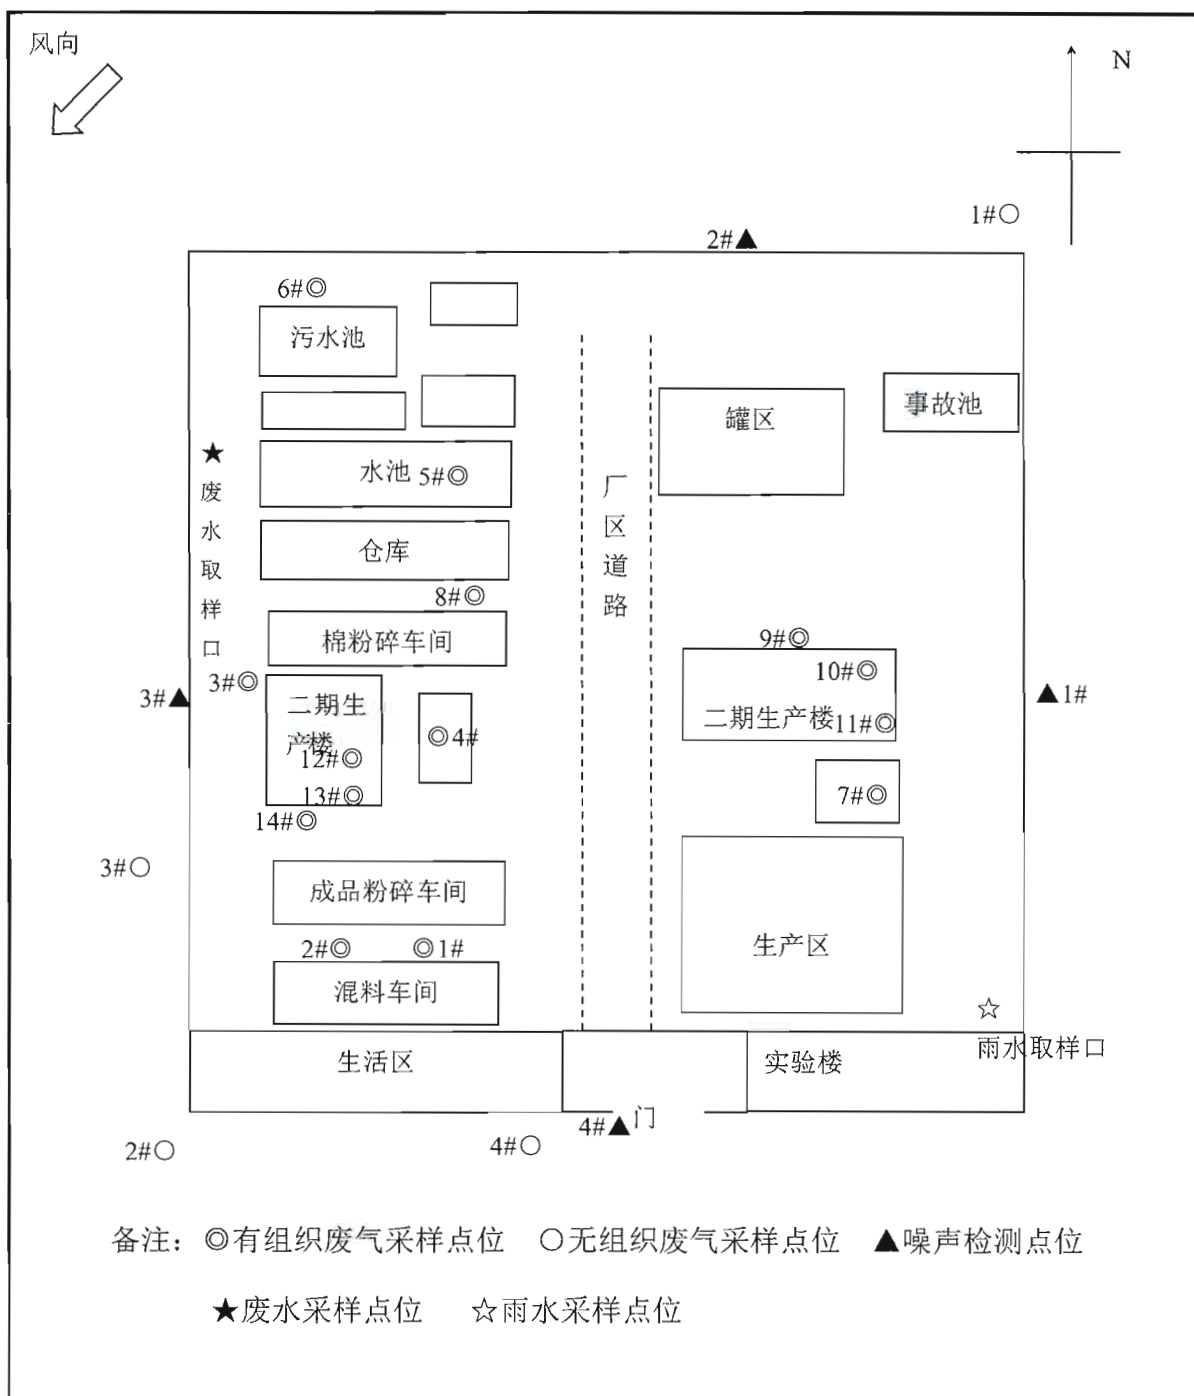 风向
N
1#○
2#▲
6#◎
污水池
事故池
罐区
★
废水取样口
水池 5#◎
厂区道路
仓库
8#◎
棉粉碎车间
9#◎
10#◎
二期生产楼
11#◎
3#◎
3#▲
▲1#
二期生
产楼
◎4#
12#◎
13#◎
14#◎
7#◎
3#○
成品粉碎车间
2#◎
◎1#
生产区
混料车间
☆
雨水取样口
生活区
实验楼
4#▲门
2#○
4#○
备注：◎有组织废气采样点位 ○无组织废气采样点位 ▲噪声检测点位
★废水采样点位 ☆雨水采样点位